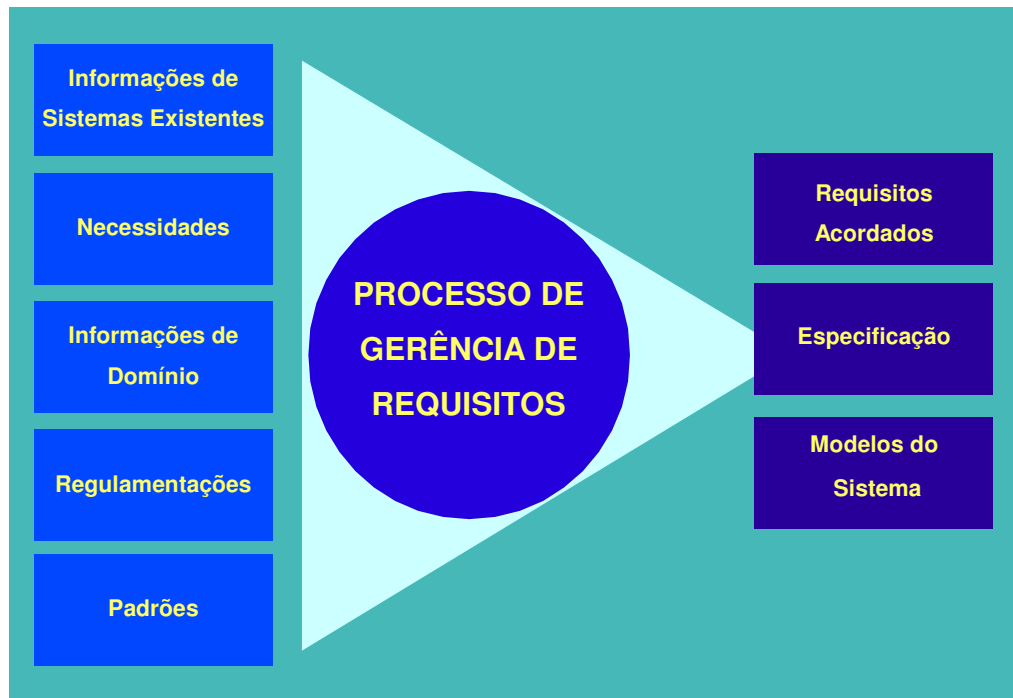 Informações de
Sistemas Existentes
Necessidades
Informações de
Domínio
Regulamentações
Padrões
PROCESSO DE
GERÊNCIA DE
REQUISITOS
Requisitos
Acordados
Especificação
Modelos do
Sistema